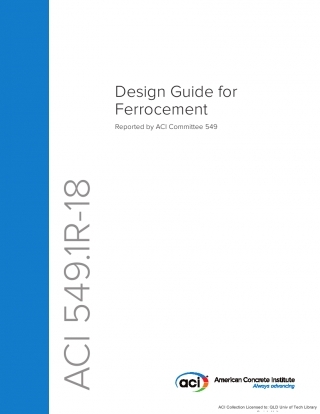 Design Guide for
Ferrocement
Reported by ACI Committee 549
ACI 549.1R-18
aci
American Concrete Institute
Always advancing
ACI Collection Licensed to: QLD Univ of Tech Library